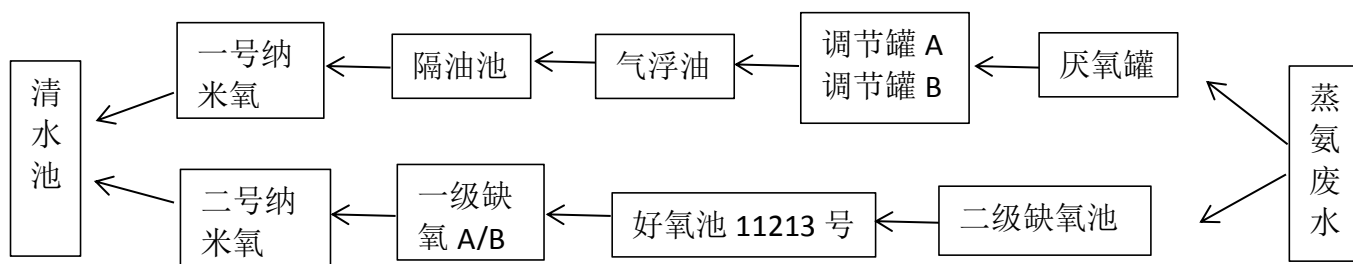 一号纳
米氧
隔油池
气浮油
调节罐 A
调节罐 B
厌氧罐
清
水
池
蒸
氨
废
水
二号纳
米氧
一级缺
氧 A/B
好氧池 11213 号
二级缺氧池